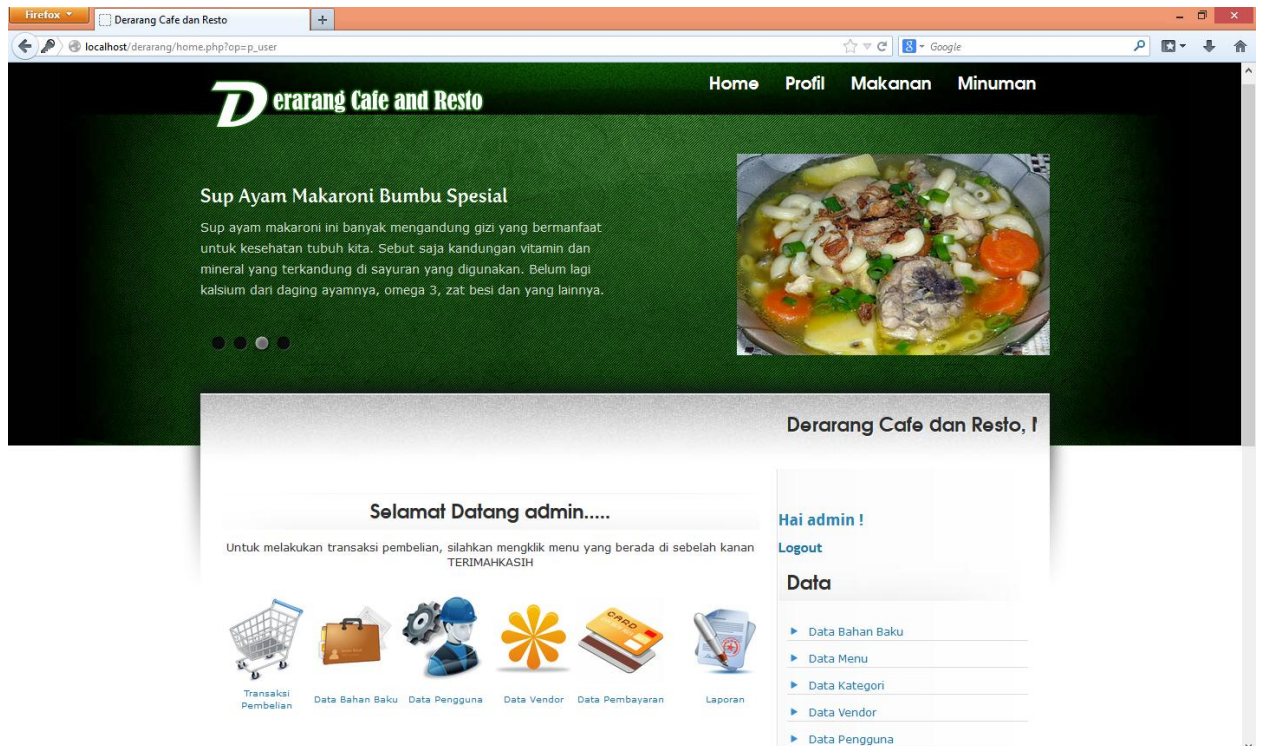 Firefox
Derarang Cafe dan Resto
localhost/derarang/home.php?op=p_user
Google
Derarang Cafe and Resto
Home Profil Makanan Minuman
Sup Ayam Makaroni Bumbu Spesial
Sup ayam makaroni ini banyak mengandung gizi yang bermanfaat
untuk kesehatan tubuh kita. Sebut saja kandungan vitamin dan
mineral yang terkandung di sayuran yang digunakan. Belum lagi
kalsium dari daging ayamnya, omega 3, zat besi dan yang lainnya.
Derarang Cafe dan Resto,
Selamat Datang admin.....
Untuk melakukan transaksi pembelian, silahkan mengklik menu yang berada di sebelah kanan
TERIMAHKASIH
Transaksi
Pembelian
Data Bahan Baku
Data Pengguna
Data Vendor
Data Pembayaran
Laporan
Hai admin !
Logout
Data
Data Bahan Baku
Data Menu
Data Kategori
Data Vendor
Data Pengguna